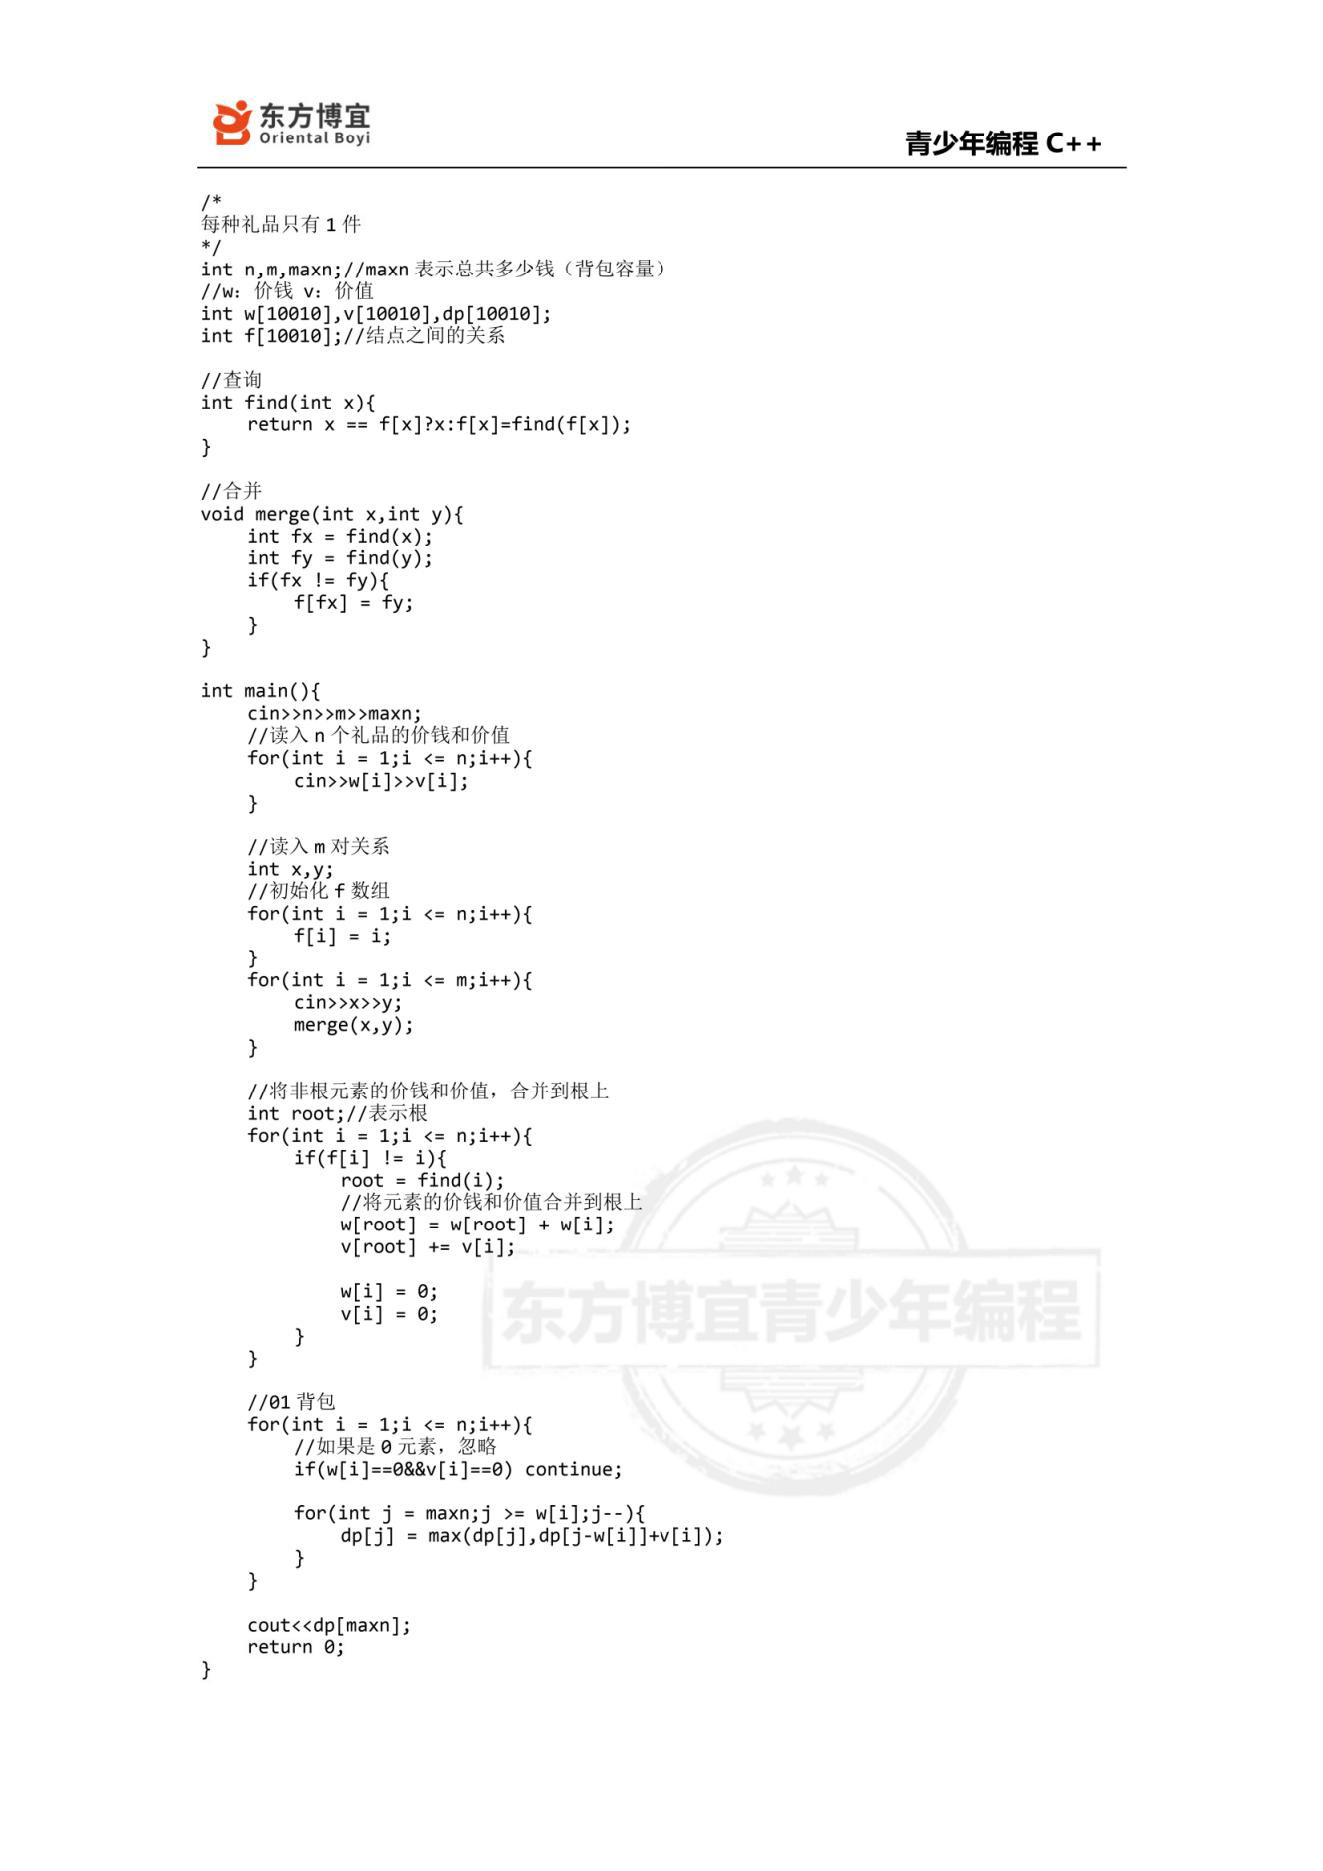 东方博宜
Oriental Boyi
青少年编程 C++
/*
每种礼品只有 1 件
*/
int n,m,maxn;//maxn 表示总共多少钱（背包容量）
//w：价钱 v：价值
int w[10010],v[10010],dp[10010];
int f[10010];//结点之间的关系
//查询
int find(int x){
return x == f[x]?x:f[x]=find(f[x]);
}
//合并
void merge(int x,int y){
int fx = find(x);
int fy = find(y);
if(fx != fy){
f[fx] = fy;
}
}
int main(){
cin>>n>>m>>maxn;
//读入 n 个礼品的价钱和价值
for(int i = 1;i <= n;i++){
cin>>w[i]>>v[i];
}
//读入 m 对关系
int x,y;
//初始化 f 数组
for(int i = 1;i <= n;i++){
f[i] = i;
}
for(int i = 1;i <= m;i++){
cin>>x>>y;
merge(x,y);
}
//将非根元素的价钱和价值，合并到根上
int root;//表示根
for(int i = 1;i <= n;i++){
if(f[i] != i){
root = find(i);
//将元素的价钱和价值合并到根上
w[root] = w[root] + w[i];
v[root] += v[i];
w[i] = 0;
v[i] = 0;
}
}
东方博宜青少年编程
//01 背包
for(int i = 1;i <= n;i++){
//如果是 0 元素，忽略
if(w[i]==0&&v[i]==0) continue;
for(int j = maxn;j >= w[i];j--){
dp[j] = max(dp[j],dp[j-w[i]]+v[i]);
}
}
cout<<dp[maxn];
return 0;
}